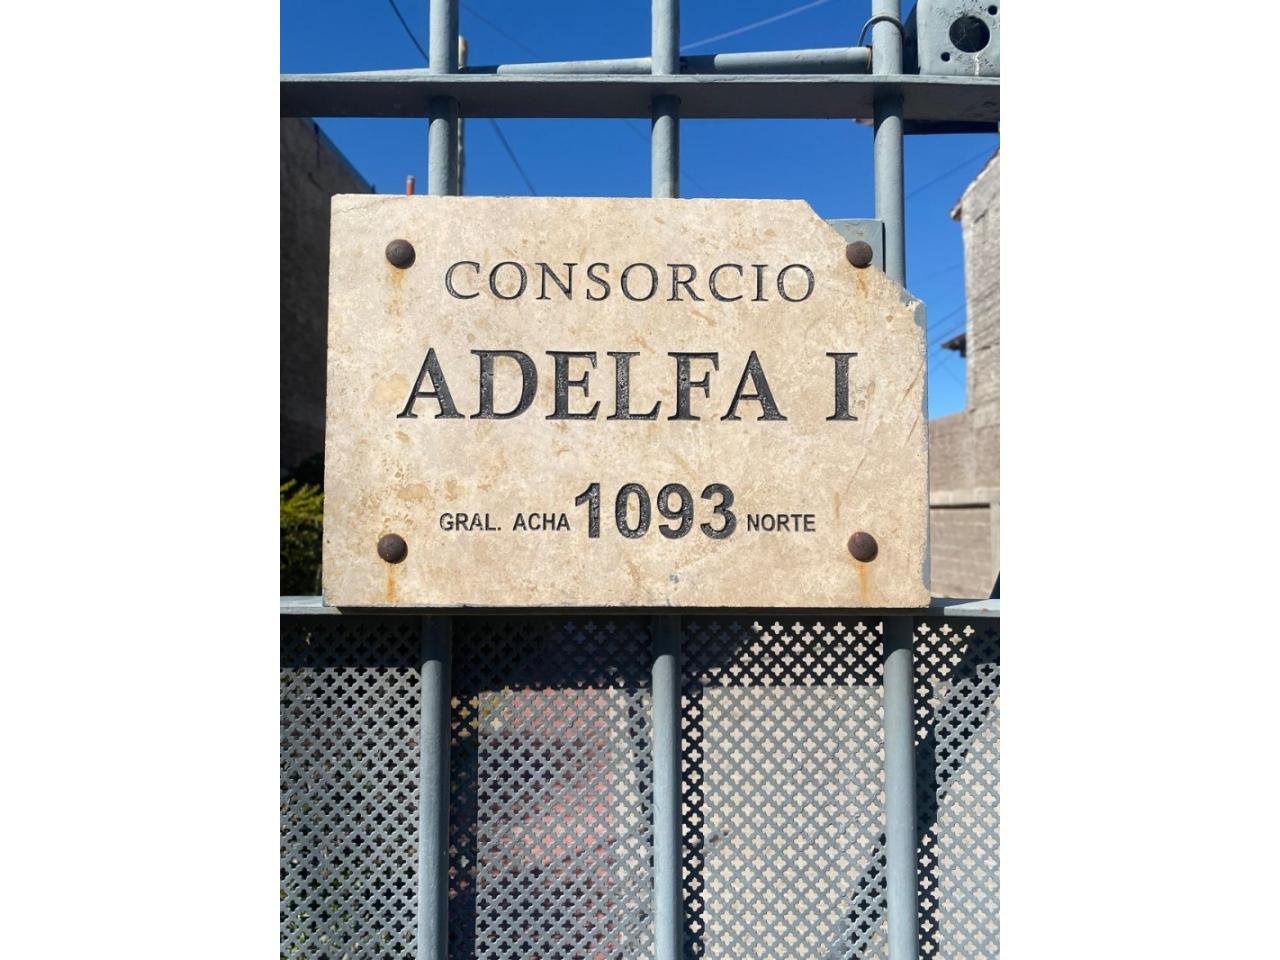 CONSORCIO
ADELFA I
GRAL. ACHA 1093 NORTE